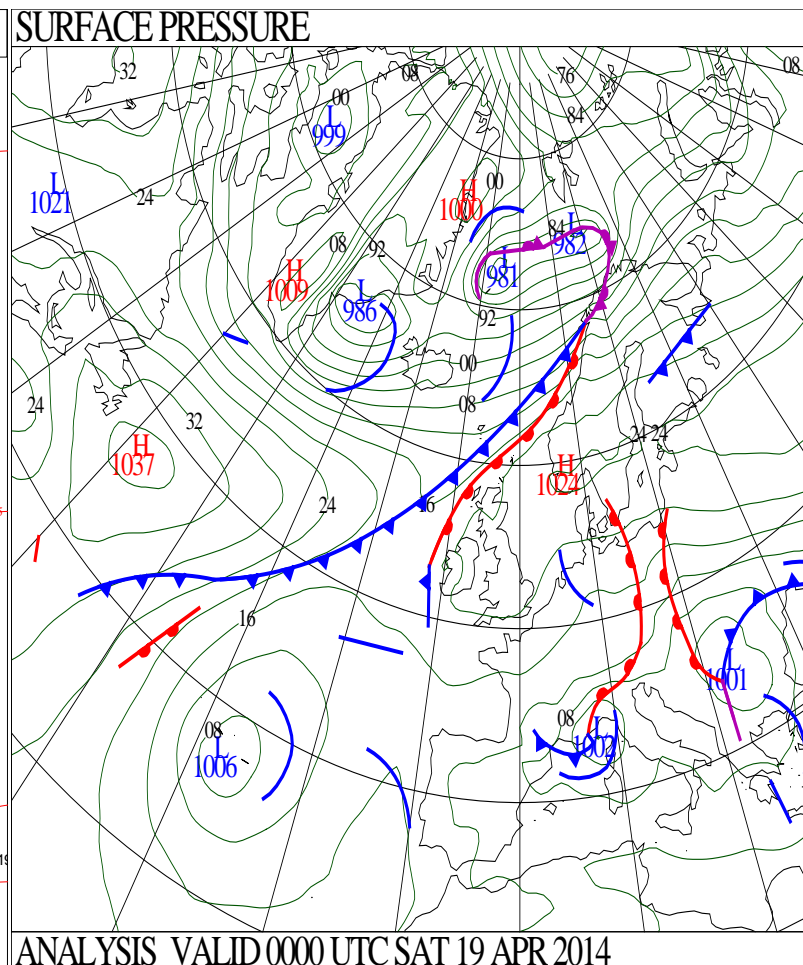 SURFACE PRESSURE
32
08
76
08
00
84
L
999
24
L
1021
00
H
1000
84
L
982
08
92
H
1009
L
981
L
986
92
00
24
08
32
24 24
H
1037
H
1024
24
16
16
L
1001
08
L
1006
08
L
1002
ANALYSIS VALID 0000 UTC SAT 19 APR 2014